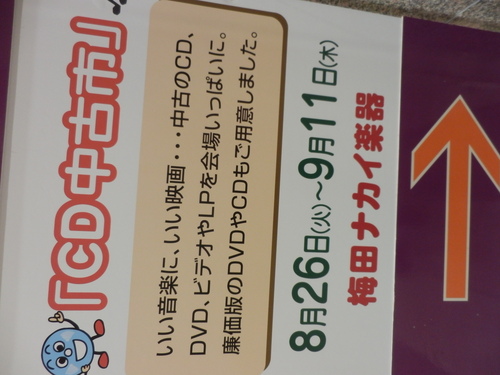 「CD中古市」
いい音楽に、いい映画・・・中古のCD、
DVD、ビデオやLPを会場いっぱいに。
廉価版のDVDやCDもご用意しました。
8月26日(火)～9月11日(木)
梅田ナカイ楽器